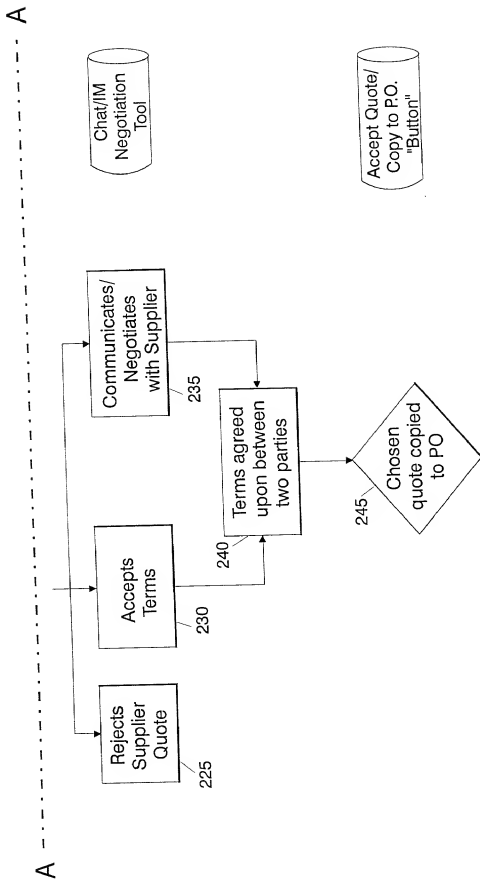 A
A
Rejects
Supplier
Quote
225
Accepts
Terms
230
Communicates/
Negotiates
with Supplier
235
Chat/IM
Negotiation
Tool
Terms agreed
upon between
two parties
240
Chosen
quote copied
to PO
245
Accept Quote/
Copy to P.O.
"Button"